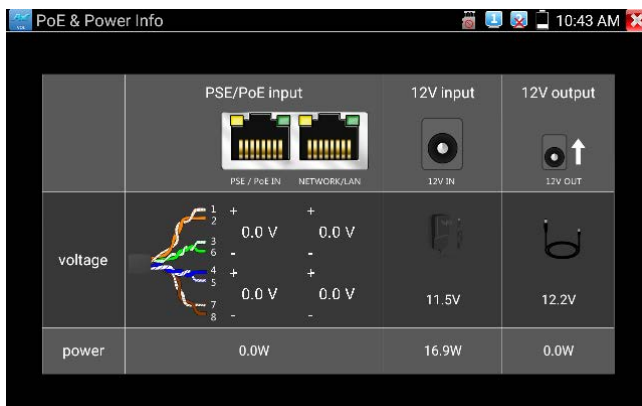 PoE & Power Info
1
10:43 AM
PSE/PoE input
12V input
12V output
PSE / PoE IN
NETWORK/LAN
12V IN
12V OUT
voltage
1 + +
2 0.0 V 0.0 V
3
6 - -
4 + +
5
0.0 V 0.0 V
7
8 - -
11.5V
12.2V
power
0.0W
16.9W
0.0W